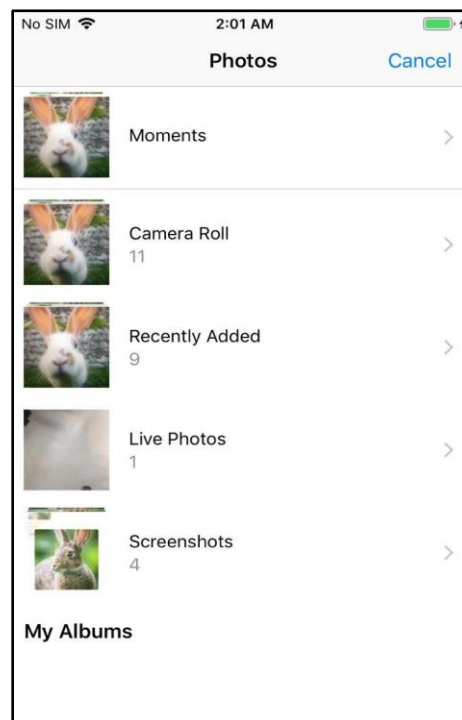 No SIM 2:01 AM
Photos Cancel
Moments
Camera Roll
11
Recently Added
9
Live Photos
1
Screenshots
4
My Albums